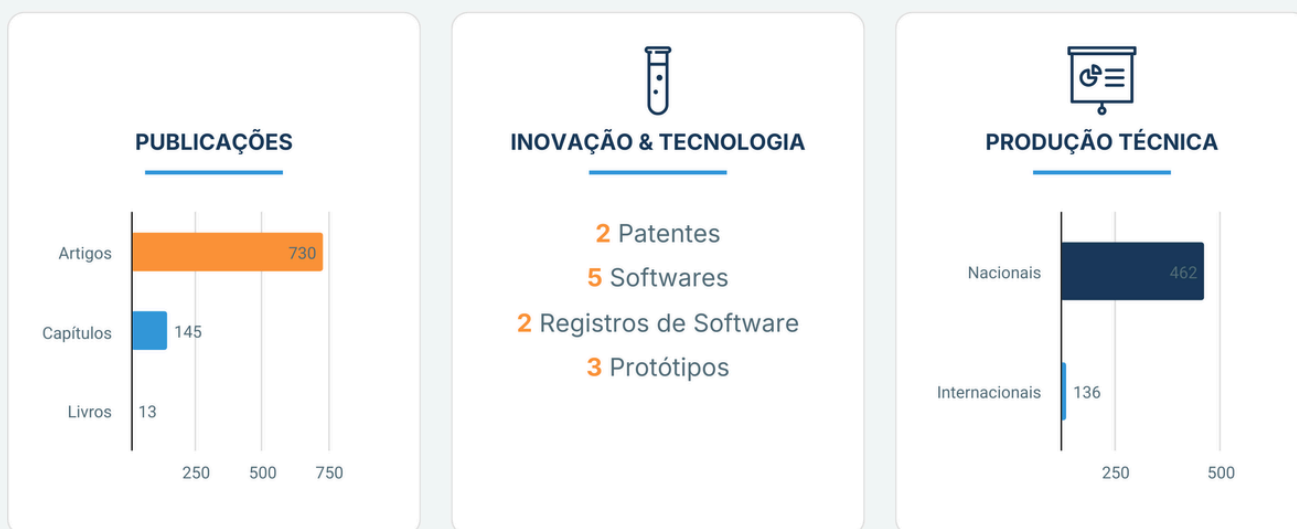 PUBLICAÇÕES
Artigos 730
Capítulos 145
Livros 13
250 500 750
INOVAÇÃO & TECNOLOGIA
2 Patentes
5 Softwares
2 Registros de Software
3 Protótipos
PRODUÇÃO TÉCNICA
Nacionais 462
Internacionais 136
250 500